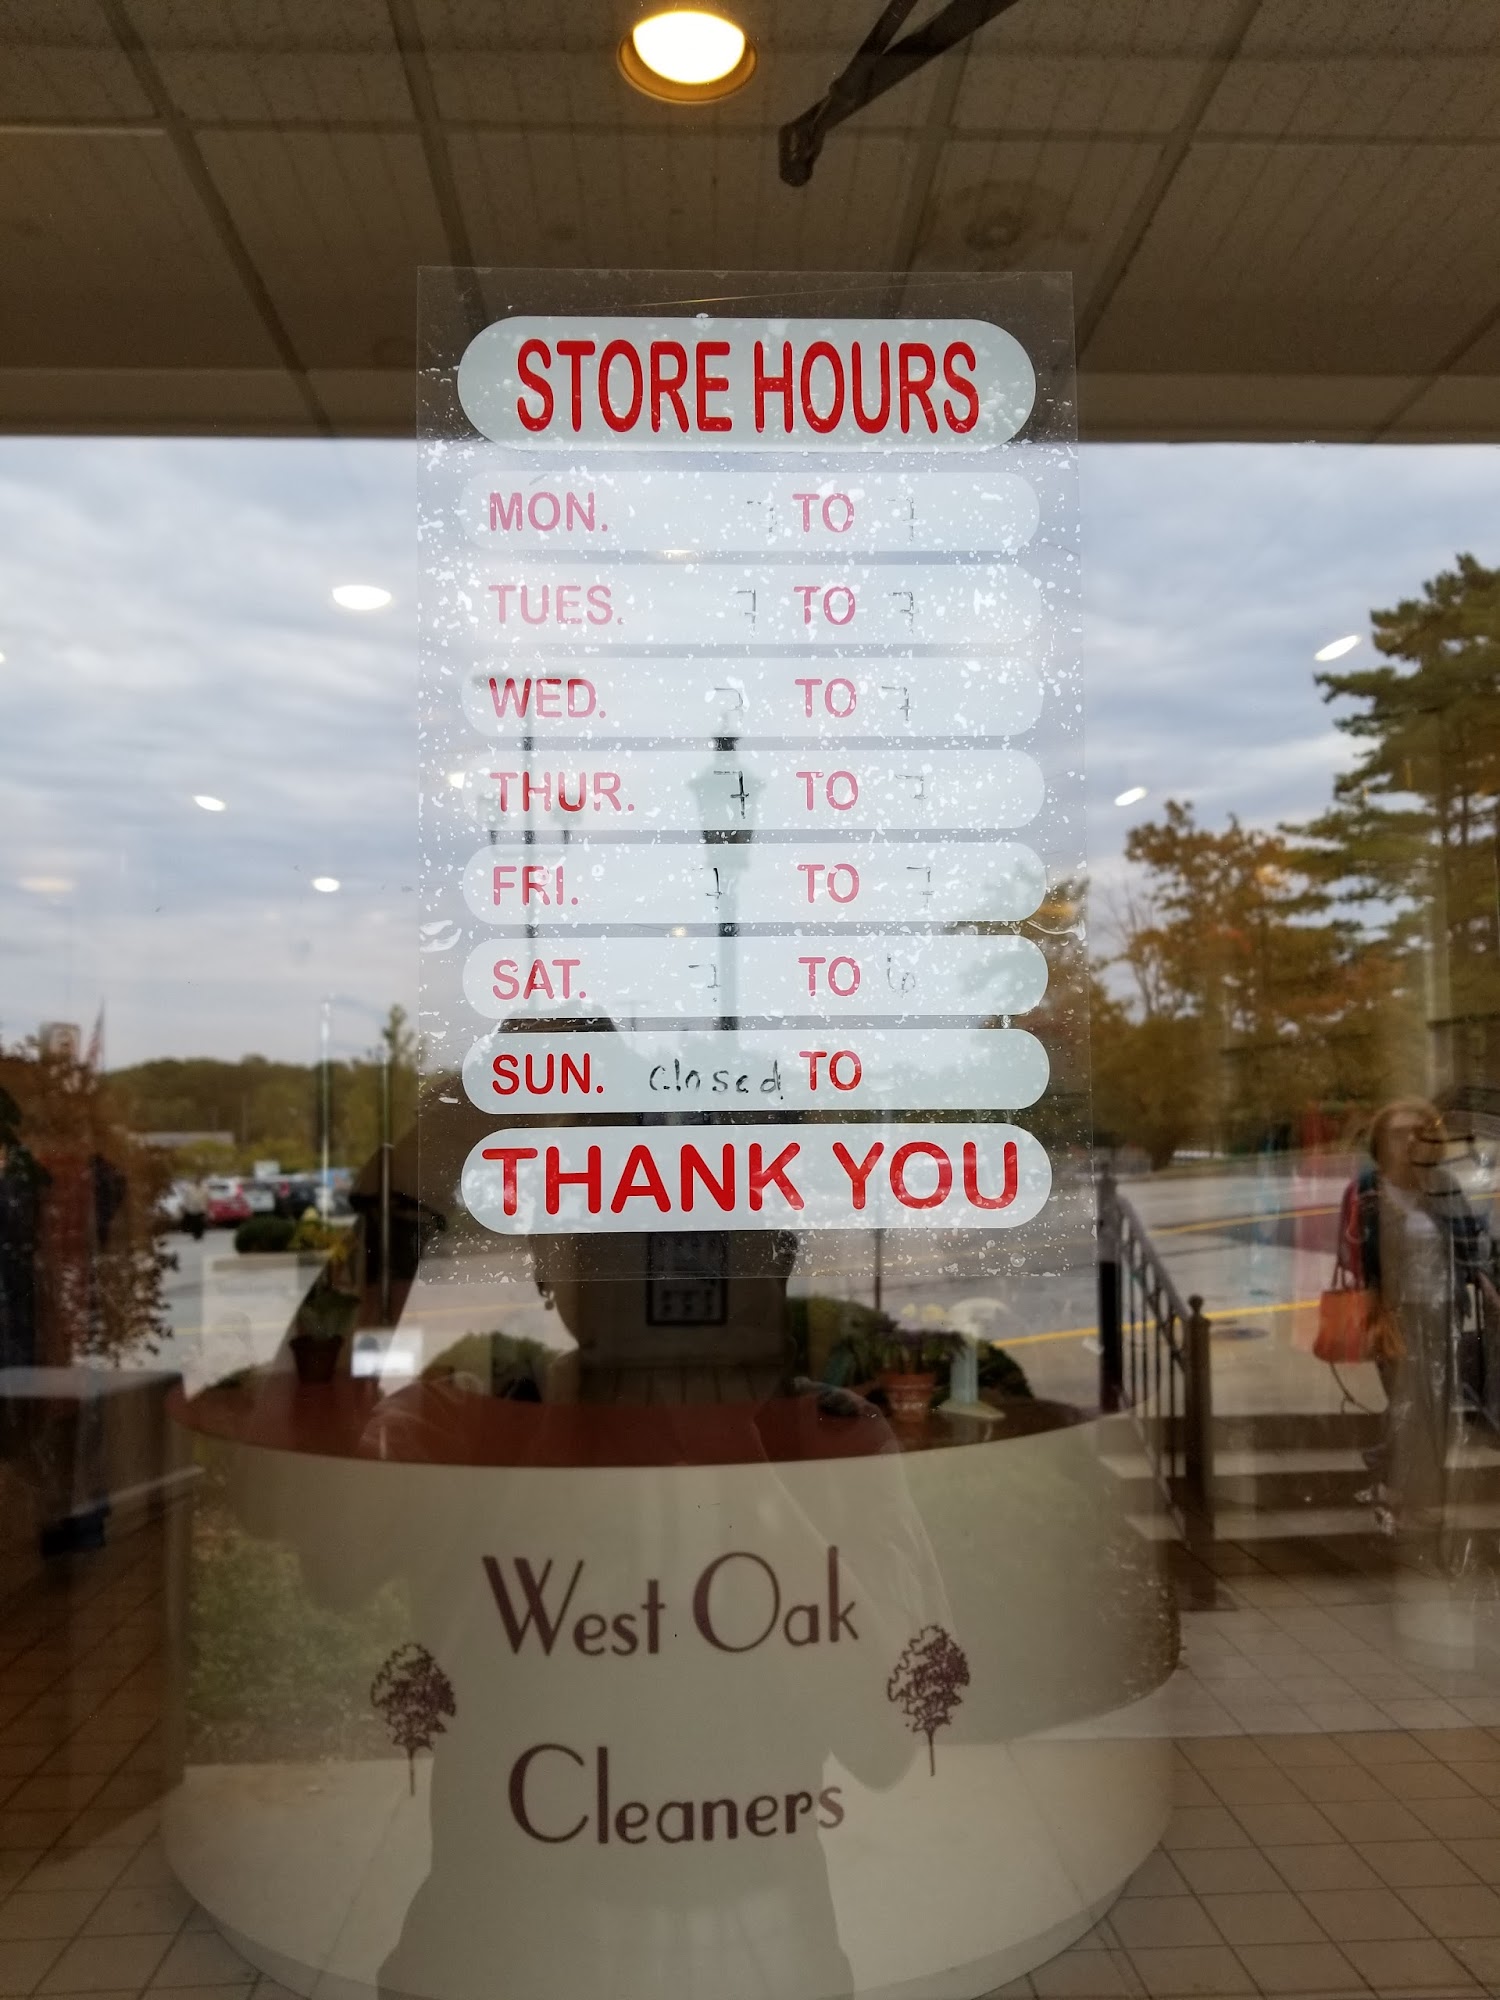 STORE HOURS
MON. 7 TO 7
TUES. 7 TO 7
WED. 7 TO 7
THUR. 7 TO 7
FRI. 7 TO 7
SAT. 7 TO 6
SUN. closed TO
THANK YOU
West Oak
Cleaners